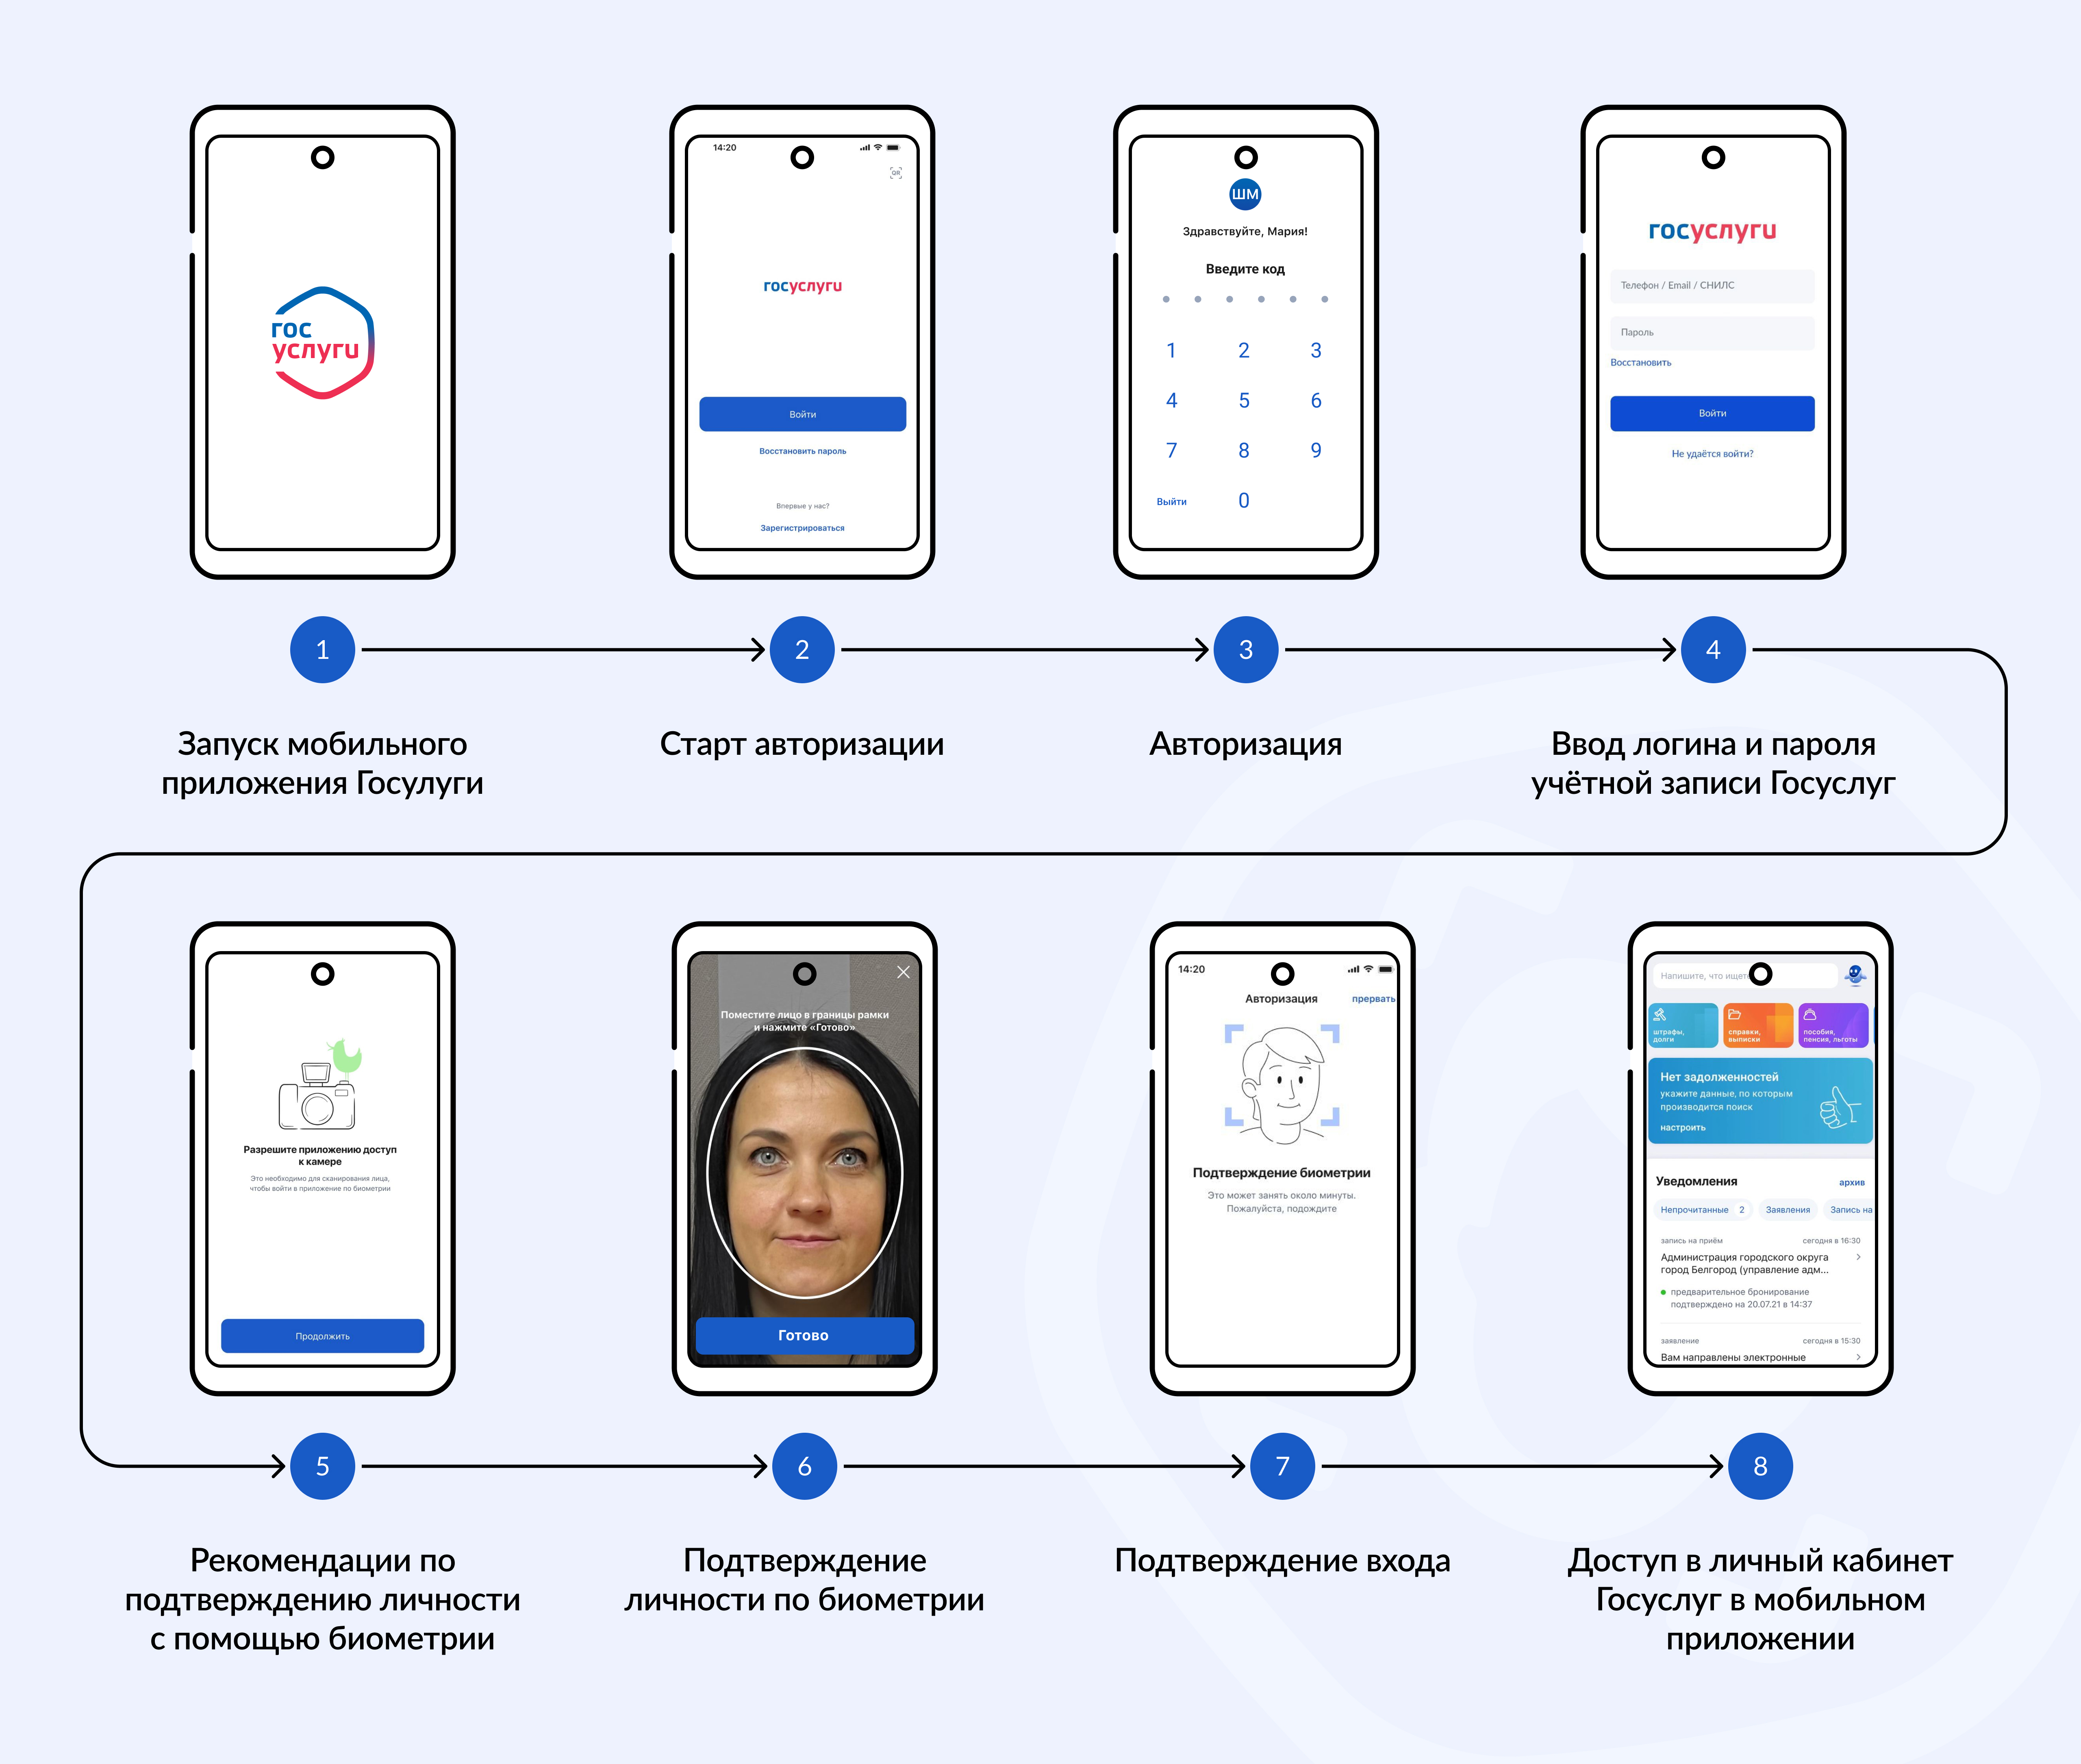 гос
услуги
14:20
QR
госуслуги
Войти
Восстановить пароль
Впервые у нас?
Зарегистрироваться
ШМ
Здравствуйте, Мария!
Введите код
1 2 3
4 5 6
7 8 9
Выйти 0
госуслуги
Телефон / Email / СНИЛС
Пароль
Восстановить
Войти
Не удаётся войти?
1
2
3
4
Запуск мобильного
приложения Госулуги
Старт авторизации
Авторизация
Ввод логина и пароля
учётной записи Госуслуг
Разрешите приложению доступ
к камере
Это необходимо для сканирования лица,
чтобы войти в приложение по биометрии
Продолжить
Поместите лицо в границы рамки
и нажмите «Готово»
Готово
14:20
Авторизация
прервать
Подтверждение биометрии
Это может занять около минуты.
Пожалуйста, подождите
Напишите, что ищете
штрафы,
долги
справки,
выписки
пособия,
пенсия, льготы
Нет задолженностей
укажите данные, по которым
производится поиск
настроить
Уведомления
архив
Непрочитанные 2
Заявления
Запись на
запись на приём
сегодня в 16:30
Администрация городского округа
город Белгород (управление адм...
предварительное бронирование
подтверждено на 20.07.21 в 14:37
заявление
сегодня в 15:30
Вам направлены электронные
5
6
7
8
Рекомендации по
подтверждению личности
с помощью биометрии
Подтверждение
личности по биометрии
Подтверждение входа
Доступ в личный кабинет
Госуслуг в мобильном
приложении